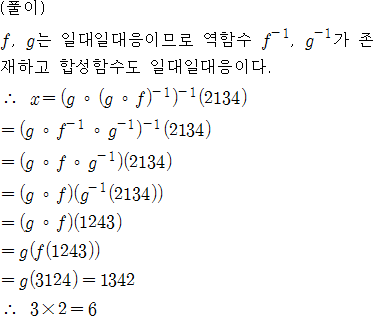 (풀이)
f, g는 일대일대응이므로 역함수 f⁻¹, g⁻¹가 존
재하고 합성함수도 일대일대응이다.
∴ x=(g∘(g∘f)⁻¹)⁻¹(2134)
=(g∘f⁻¹∘g⁻¹)⁻¹(2134)
=(g∘f∘g⁻¹)(2134)
=(g∘f)(g⁻¹(2134))
=(g∘f)(1243)
=g(f(1243))
=g(3124)=1342
∴ 3×2=6